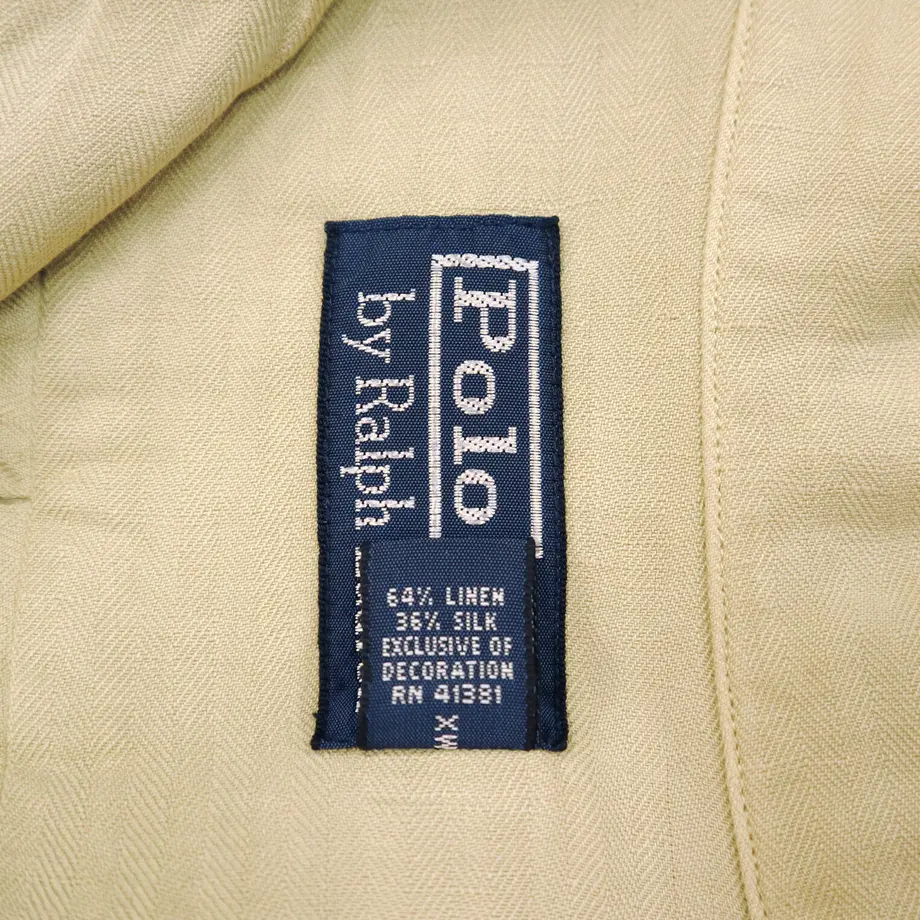 Polo
by Ralph
64% LINEN
36% SILK
EXCLUSIVE OF
DECORATION
RN 41381